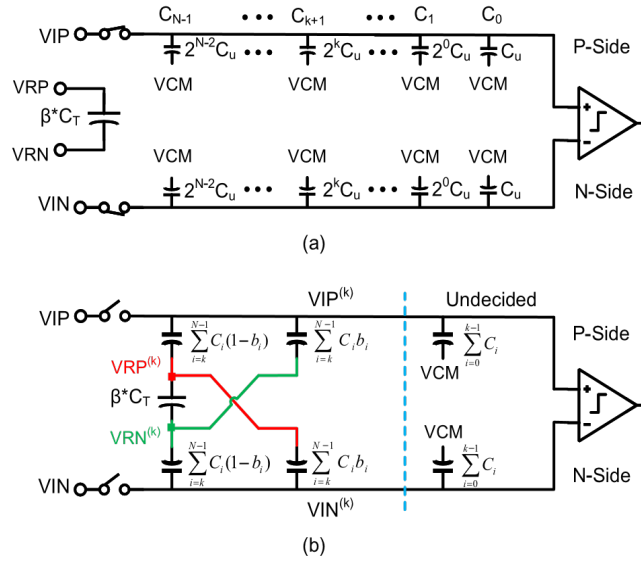 C_{N-1} ••• C_{k+1} ••• C_1 C_0
VIP
2^{N-2}C_u ••• 2^kC_u ••• 2^0C_u C_u
P-Side
VCM VCM VCM VCM
VRP
β*C_T
VRN
+
-
VCM VCM VCM VCM
2^{N-2}C_u ••• 2^kC_u ••• 2^0C_u C_u
N-Side
VIN
(a)
VIP
VIP^{(k)}
Undecided
P-Side
\sum_{i=k}^{N-1} C_i(1-b_i) \sum_{i=k}^{N-1} C_i b_i \sum_{i=0}^{k-1} C_i
VRP^{(k)}
VCM
β*C_T
+
-
VRN^{(k)}
VCM
\sum_{i=k}^{N-1} C_i(1-b_i) \sum_{i=k}^{N-1} C_i b_i \sum_{i=0}^{k-1} C_i
N-Side
VIN
VIN^{(k)}
(b)